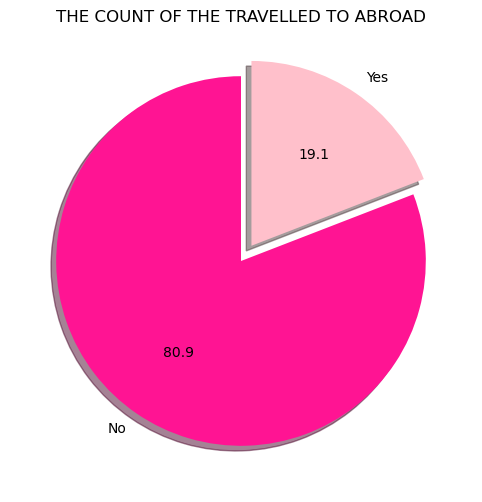 THE COUNT OF THE TRAVELLED TO ABROAD
Yes
19.1
80.9
No